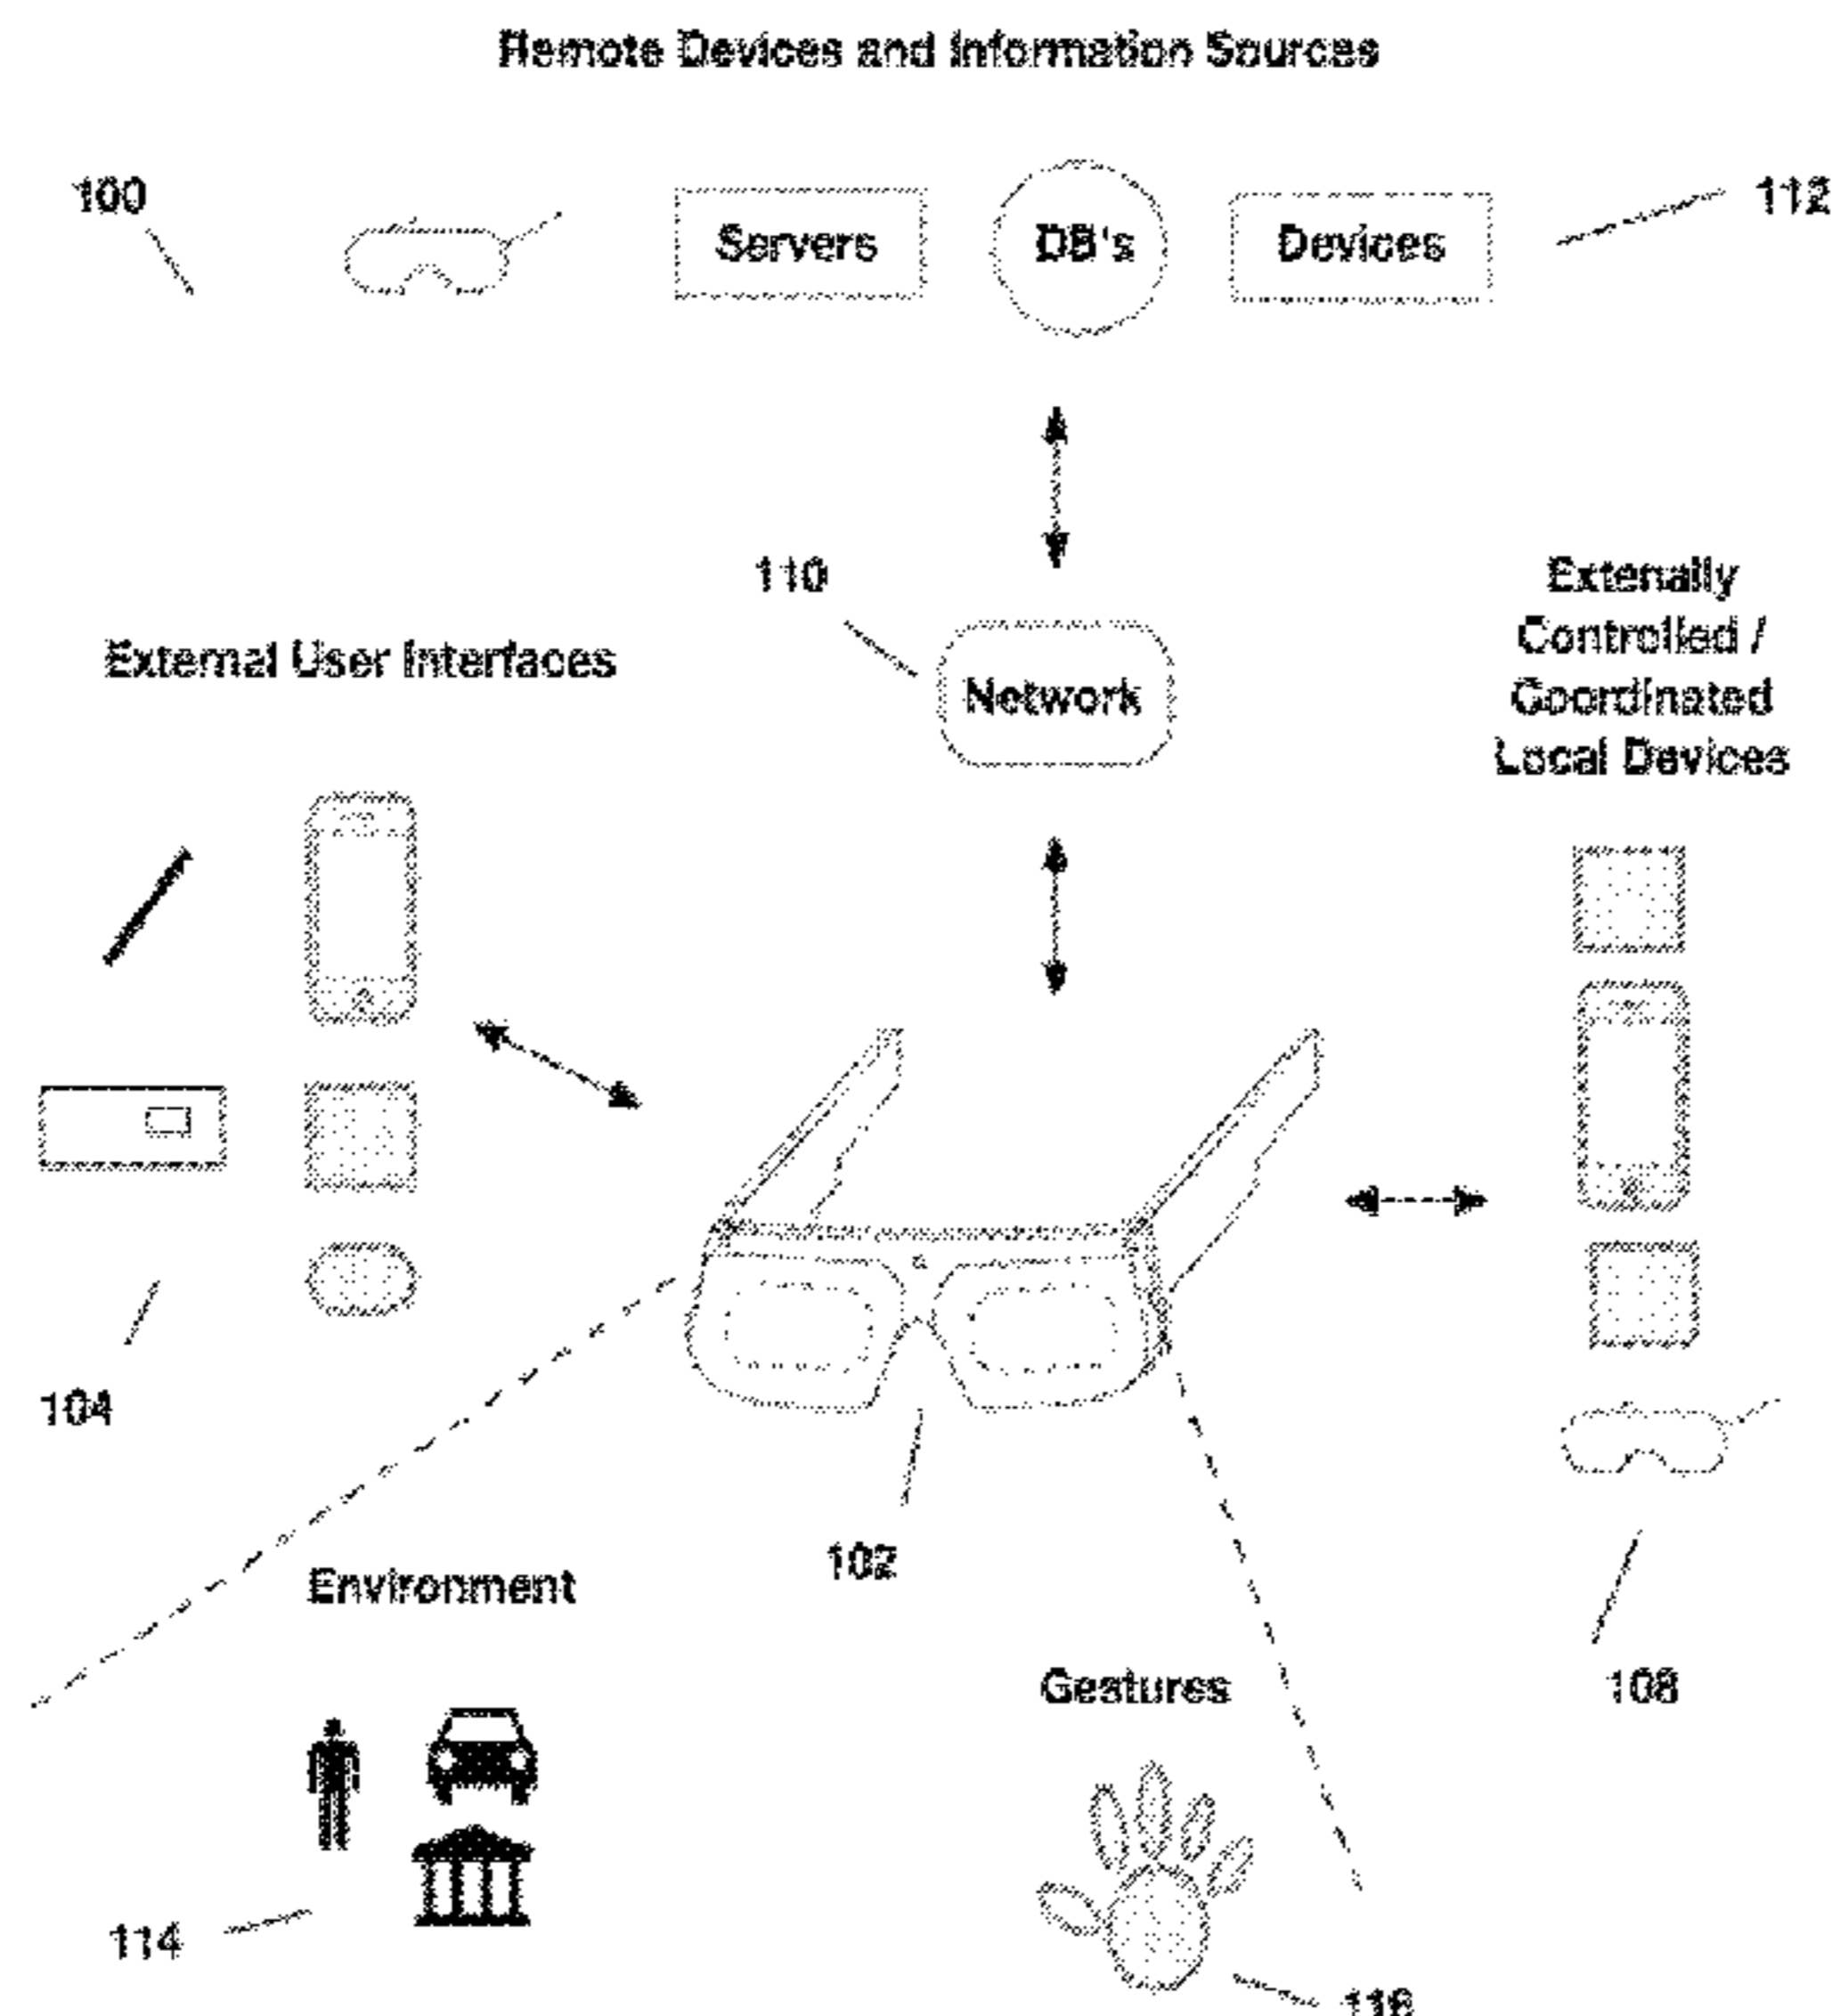 Remote Devices and Information Sources
100
Servers
DB's
Devices
112
110
Network
External User Interfaces
Extenally
Controlled /
Coordinated
Local Devices
104
102
108
Environment
Gestures
114
116